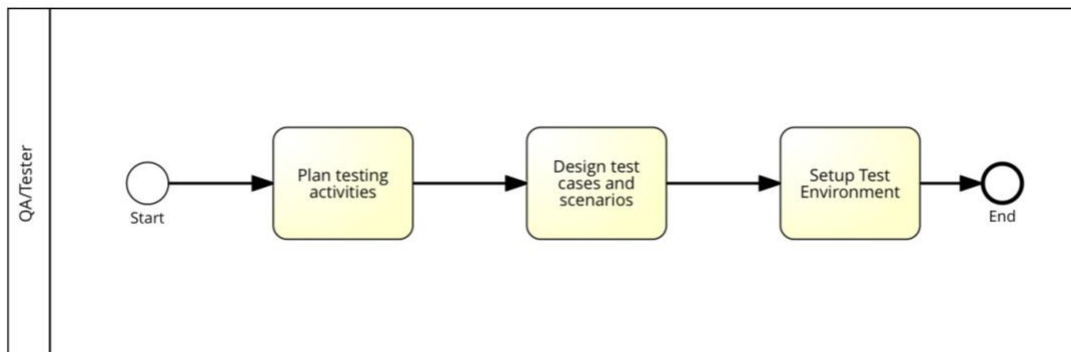 QA/Tester
Start
Plan testing
activities
Design test
cases and
scenarios
Setup Test
Environment
End